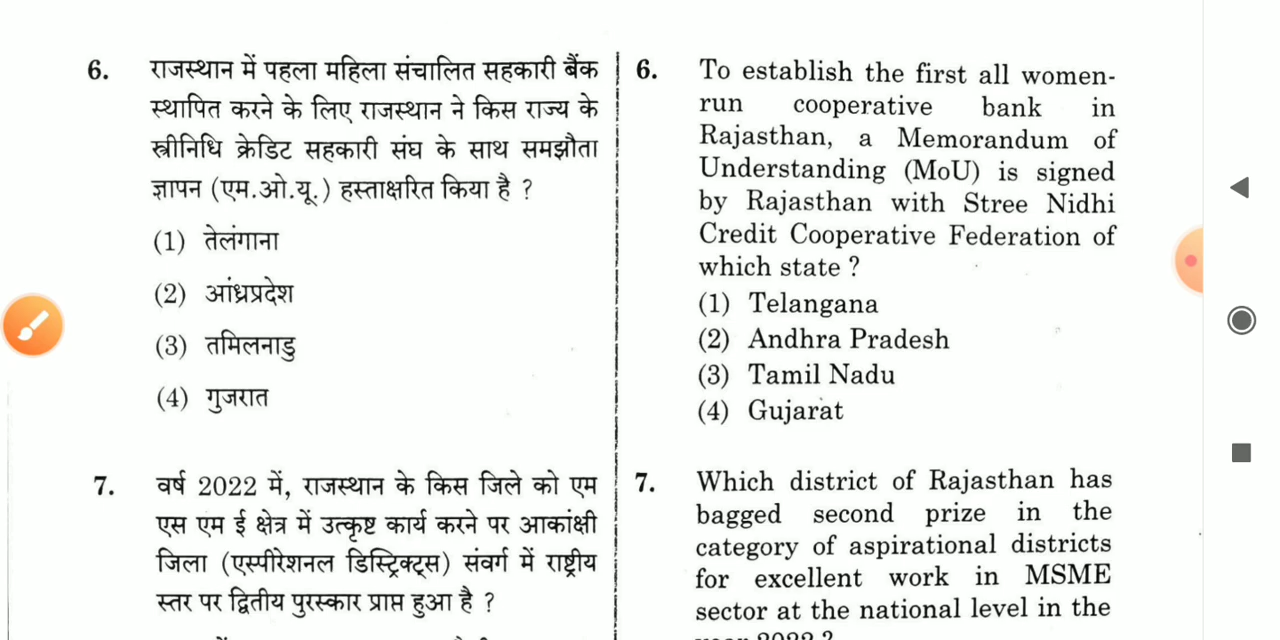 6. राजस्थान में पहला महिला संचालित सहकारी बैंक
स्थापित करने के लिए राजस्थान ने किस राज्य के
स्त्रीनिधि क्रेडिट सहकारी संघ के साथ समझौता
ज्ञापन (एम.ओ.यू.) हस्ताक्षरित किया है ?
(1) तेलंगाना
(2) आंध्रप्रदेश
(3) तमिलनाडु
(4) गुजरात
7. वर्ष 2022 में, राजस्थान के किस जिले को एम
एस एम ई क्षेत्र में उत्कृष्ट कार्य करने पर आकांक्षी
जिला (एस्पीरेशनल डिस्ट्रिक्ट्स) संवर्ग में राष्ट्रीय
स्तर पर द्वितीय पुरस्कार प्राप्त हुआ है ?
6. To establish the first all women-
run cooperative bank in
Rajasthan, a Memorandum of
Understanding (MoU) is signed
by Rajasthan with Stree Nidhi
Credit Cooperative Federation of
which state ?
(1) Telangana
(2) Andhra Pradesh
(3) Tamil Nadu
(4) Gujarat
7. Which district of Rajasthan has
bagged second prize in the
category of aspirational districts
for excellent work in MSME
sector at the national level in the
year 2022 ?